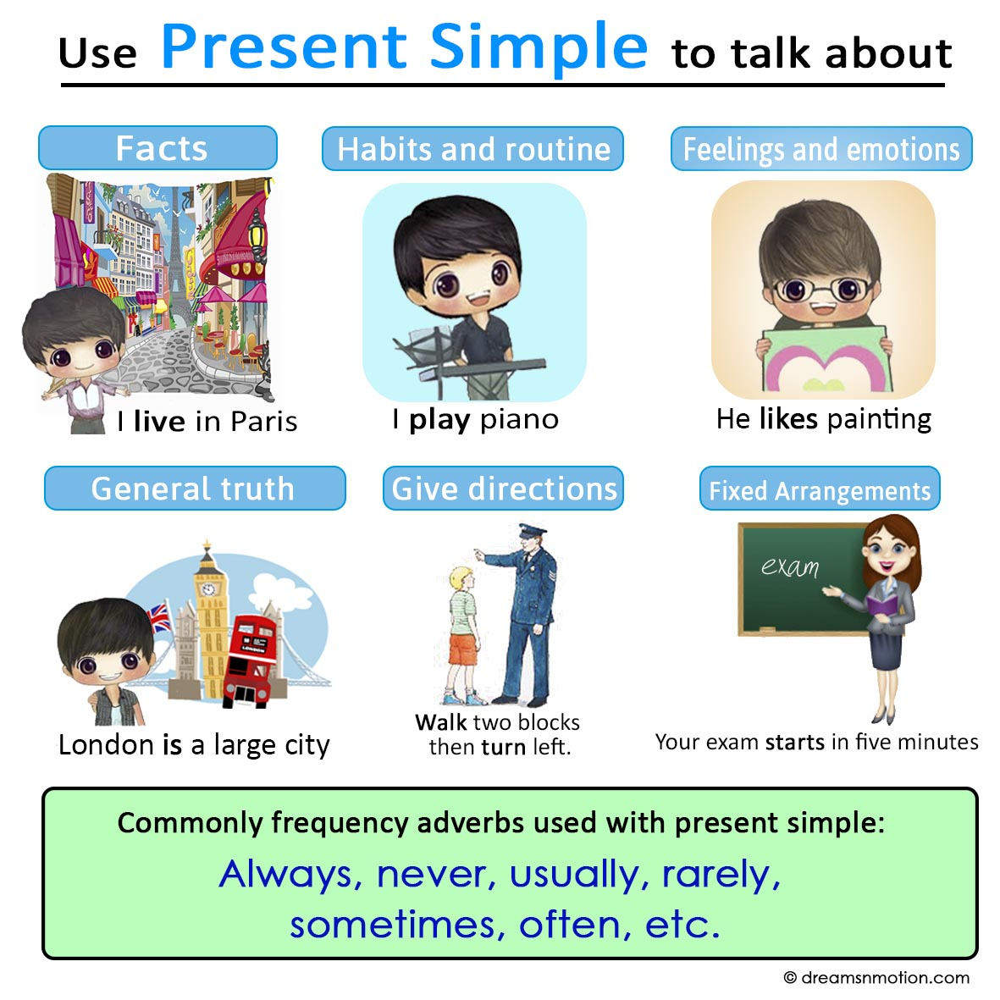 Use Present Simple to talk about
Facts
Habits and routine
Feelings and emotions
I live in Paris
I play piano
He likes painting
General truth
Give directions
Fixed Arrangements
LONDON
exam
London is a large city
Walk two blocks
then turn left.
Your exam starts in five minutes
Commonly frequency adverbs used with present simple:
Always, never, usually, rarely,
sometimes, often, etc.
© dreamsnmotion.com